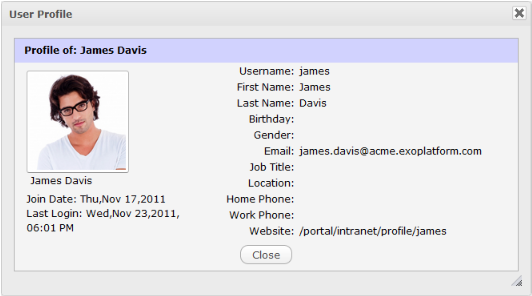 User Profile
Profile of: James Davis
James Davis
Join Date: Thu,Nov 17,2011
Last Login: Wed,Nov 23,2011,
06:01 PM
Username: james
First Name: James
Last Name: Davis
Birthday:
Gender:
Email: james.davis@acme.exoplatform.com
Job Title:
Location:
Home Phone:
Work Phone:
Website: /portal/intranet/profile/james
Close